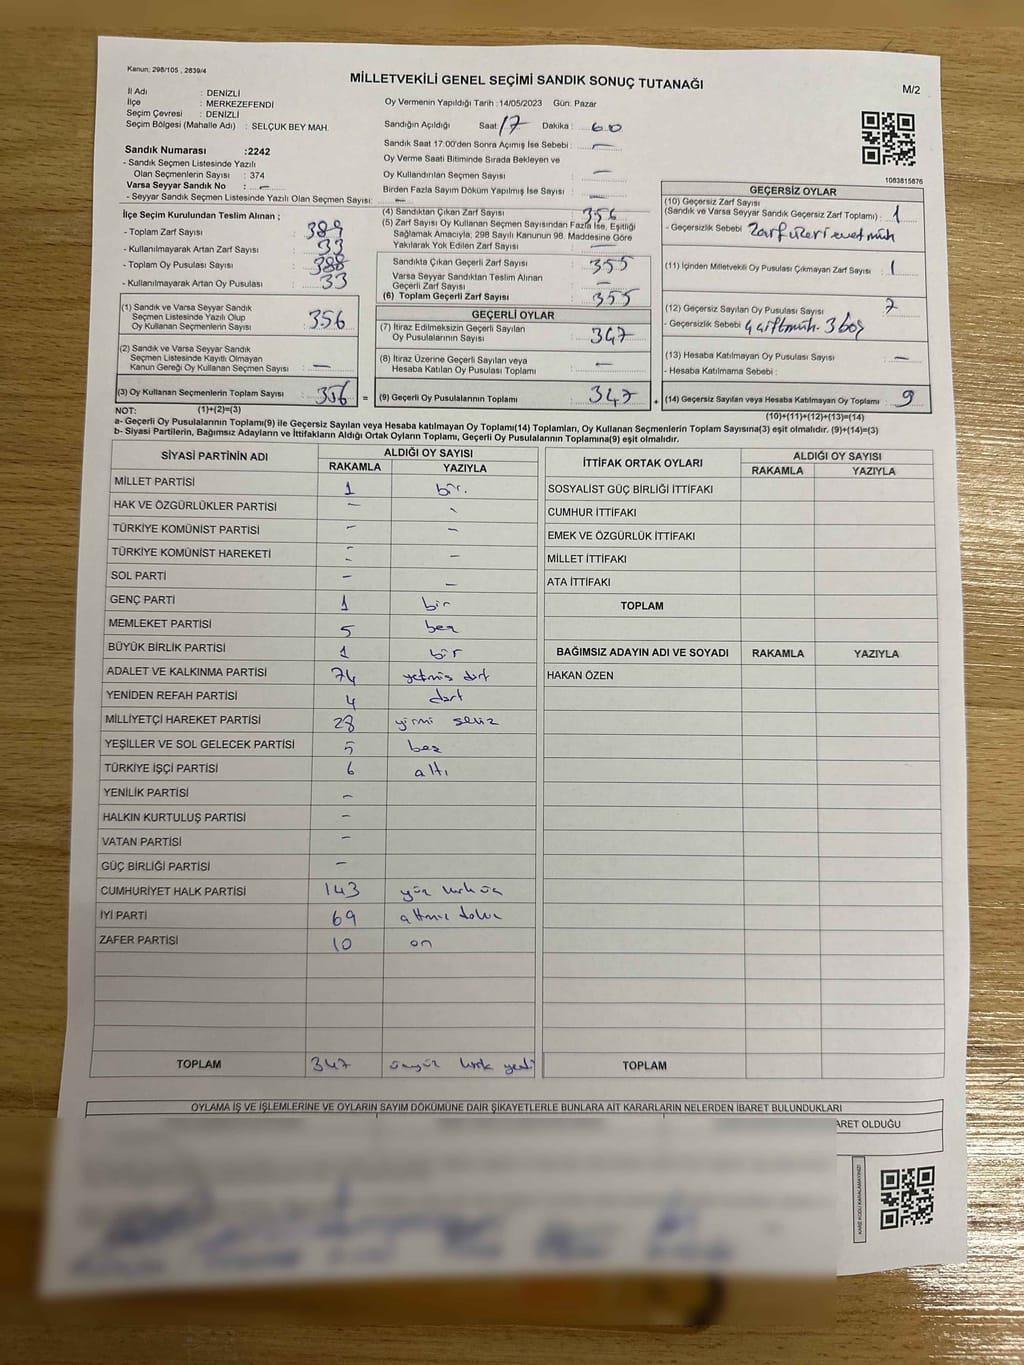 Kanun: 298/105 , 2839/4
MİLLETVEKİLİ GENEL SEÇİMİ SANDIK SONUÇ TUTANAĞI
M/2
İl Adı : DENİZLİ
İlçe : MERKEZEFENDİ
Seçim Çevresi : DENİZLİ
Seçim Bölgesi (Mahalle Adı) : SELÇUK BEY MAH.
Sandık Numarası :2242
- Sandık Seçmen Listesinde Yazılı
Olan Seçmenlerin Sayısı : 374
Varsa Seyyar Sandık No : —
- Seyyar Sandık Seçmen Listesinde Yazılı Olan Seçmen Sayısı: —
İlçe Seçim Kurulundan Teslim Alınan ;
- Toplam Zarf Sayısı : 389
- Kullanılmayarak Artan Zarf Sayısı : 33
- Toplam Oy Pusulası Sayısı : 388
- Kullanılmayarak Artan Oy Pusulası : 33
(1) Sandık ve Varsa Seyyar Sandık
Seçmen Listesinde Yazılı Olup
Oy Kullanan Seçmenlerin Sayısı : 356
(2) Sandık ve Varsa Seyyar Sandık
Seçmen Listesinde Kayıtlı Olmayan
Kanun Gereği Oy Kullanan Seçmen Sayısı : —
(3) Oy Kullanan Seçmenlerin Toplam Sayısı : 356 =
Oy Vermenin Yapıldığı Tarih : 14/05/2023 Gün: Pazar
Sandığın Açıldığı Saat: 17 Dakika : 60
Sandık Saat 17:00'den Sonra Açmış İse Sebebi : —
Oy Verme Saati Bitiminde Sırada Bekleyen ve
Oy Kullandırılan Seçmen Sayısı : —
Birden Fazla Sayım Döküm Yapılmış İse Sayısı : —
(4) Sandıktan Çıkan Zarf Sayısı : 356
(5) Zarf Sayısı Oy Kullanan Seçmen Sayısından Fazla İse, Eşitliği
Sağlamak Amacıyla, 298 Sayılı Kanunun 98. Maddesine Göre
Yakılarak Yok Edilen Zarf Sayısı : —
Sandıkta Çıkan Geçerli Zarf Sayısı : 355
Varsa Seyyar Sandıktan Teslim Alınan
Geçerli Zarf Sayısı : —
(6) Toplam Geçerli Zarf Sayısı : 355
GEÇERLİ OYLAR
(7) İtiraz Edilmeksizin Geçerli Sayılan
Oy Pusulalarının Sayısı : 347
(8) İtiraz Üzerine Geçerli Sayılan veya
Hesaba Katılan Oy Pusulası Toplamı : —
(9) Geçerli Oy Pusulalarının Toplamı : 347 +
1083815876
GEÇERSİZ OYLAR
(10) Geçersiz Zarf Sayısı
(Sandık ve Varsa Seyyar Sandık Geçersiz Zarf Toplamı) : 1
- Geçersizlik Sebebi : Zarf üzeri evet müh
(11) İçinden Milletvekili Oy Pusulası Çıkmayan Zarf Sayısı : 1
(12) Geçersiz Sayılan Oy Pusulası Sayısı : 7
- Geçersizlik Sebebi : 4 çift müh. 3 boş
(13) Hesaba Katılmayan Oy Pusulası Sayısı : —
- Hesaba Katılmama Sebebi :
(14) Geçersiz Sayılan veya Hesaba Katılmayan Oy Toplamı : 9
NOT: (1)+(2)=(3)
(10)+(11)+(12)+(13)=(14)
a- Geçerli Oy Pusulalarının Toplamı(9) ile Geçersiz Sayılan veya Hesaba katılmayan Oy Toplamı(14) Toplamları, Oy Kullanan Seçmenlerin Toplam Sayısına(3) eşit olmalıdır. (9)+(14)=(3)
b- Siyasi Partilerin, Bağımsız Adayların ve İttifakların Aldığı Ortak Oyların Toplamı, Geçerli Oy Pusulalarının Toplamına(9) eşit olmalıdır.
SİYASİ PARTİNİN ADI ALDIĞI OY SAYISI
RAKAMLA YAZIYLA
MİLLET PARTİSİ 1 bir.
HAK VE ÖZGÜRLÜKLER PARTİSİ — -
TÜRKİYE KOMÜNİST PARTİSİ — —
TÜRKİYE KOMÜNİST HAREKETİ — —
SOL PARTİ — —
GENÇ PARTİ 1 bir
MEMLEKET PARTİSİ 5 beş
BÜYÜK BİRLİK PARTİSİ 1 bir
ADALET VE KALKINMA PARTİSİ 74 yetmiş dört
YENİDEN REFAH PARTİSİ 4 dört
MİLLİYETÇİ HAREKET PARTİSİ 28 yirmi sekiz
YEŞİLLER VE SOL GELECEK PARTİSİ 5 beş
TÜRKİYE İŞÇİ PARTİSİ 6 altı
YENİLİK PARTİSİ —
HALKIN KURTULUŞ PARTİSİ —
VATAN PARTİSİ —
GÜÇ BİRLİĞİ PARTİSİ —
CUMHURİYET HALK PARTİSİ 143 yüz kırk üç
İYİ PARTİ 69 altmış dokuz
ZAFER PARTİSİ 10 on
TOPLAM 347 üçyüz kırk yedi
İTTİFAK ORTAK OYLARI ALDIĞI OY SAYISI
RAKAMLA YAZIYLA
SOSYALİST GÜÇ BİRLİĞİ İTTİFAKI
CUMHUR İTTİFAKI
EMEK VE ÖZGÜRLÜK İTTİFAKI
MİLLET İTTİFAKI
ATA İTTİFAKI
TOPLAM
BAĞIMSIZ ADAYIN ADI VE SOYADI RAKAMLA YAZIYLA
HAKAN ÖZEN
TOPLAM
OYLAMA İŞ VE İŞLEMLERİNE VE OYLARIN SAYIM DÖKÜMÜNE DAİR ŞİKAYETLERLE BUNLARA AİT KARARLARIN NELERDEN İBARET BULUNDUKLARI
ARET OLDUĞU
KARE KODU KARALAMAYINIZ!